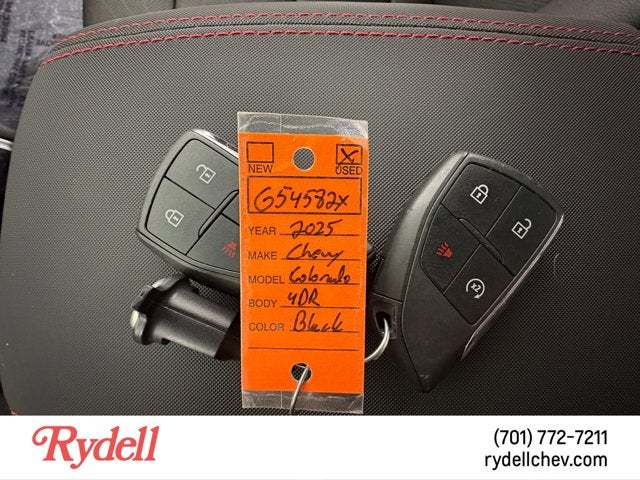 NEW
USED
G54582X
YEAR 2025
MAKE Chevy
MODEL Colorado
BODY 4DR
COLOR Black
x2
Rydell
(701) 772-7211
rydellchev.com